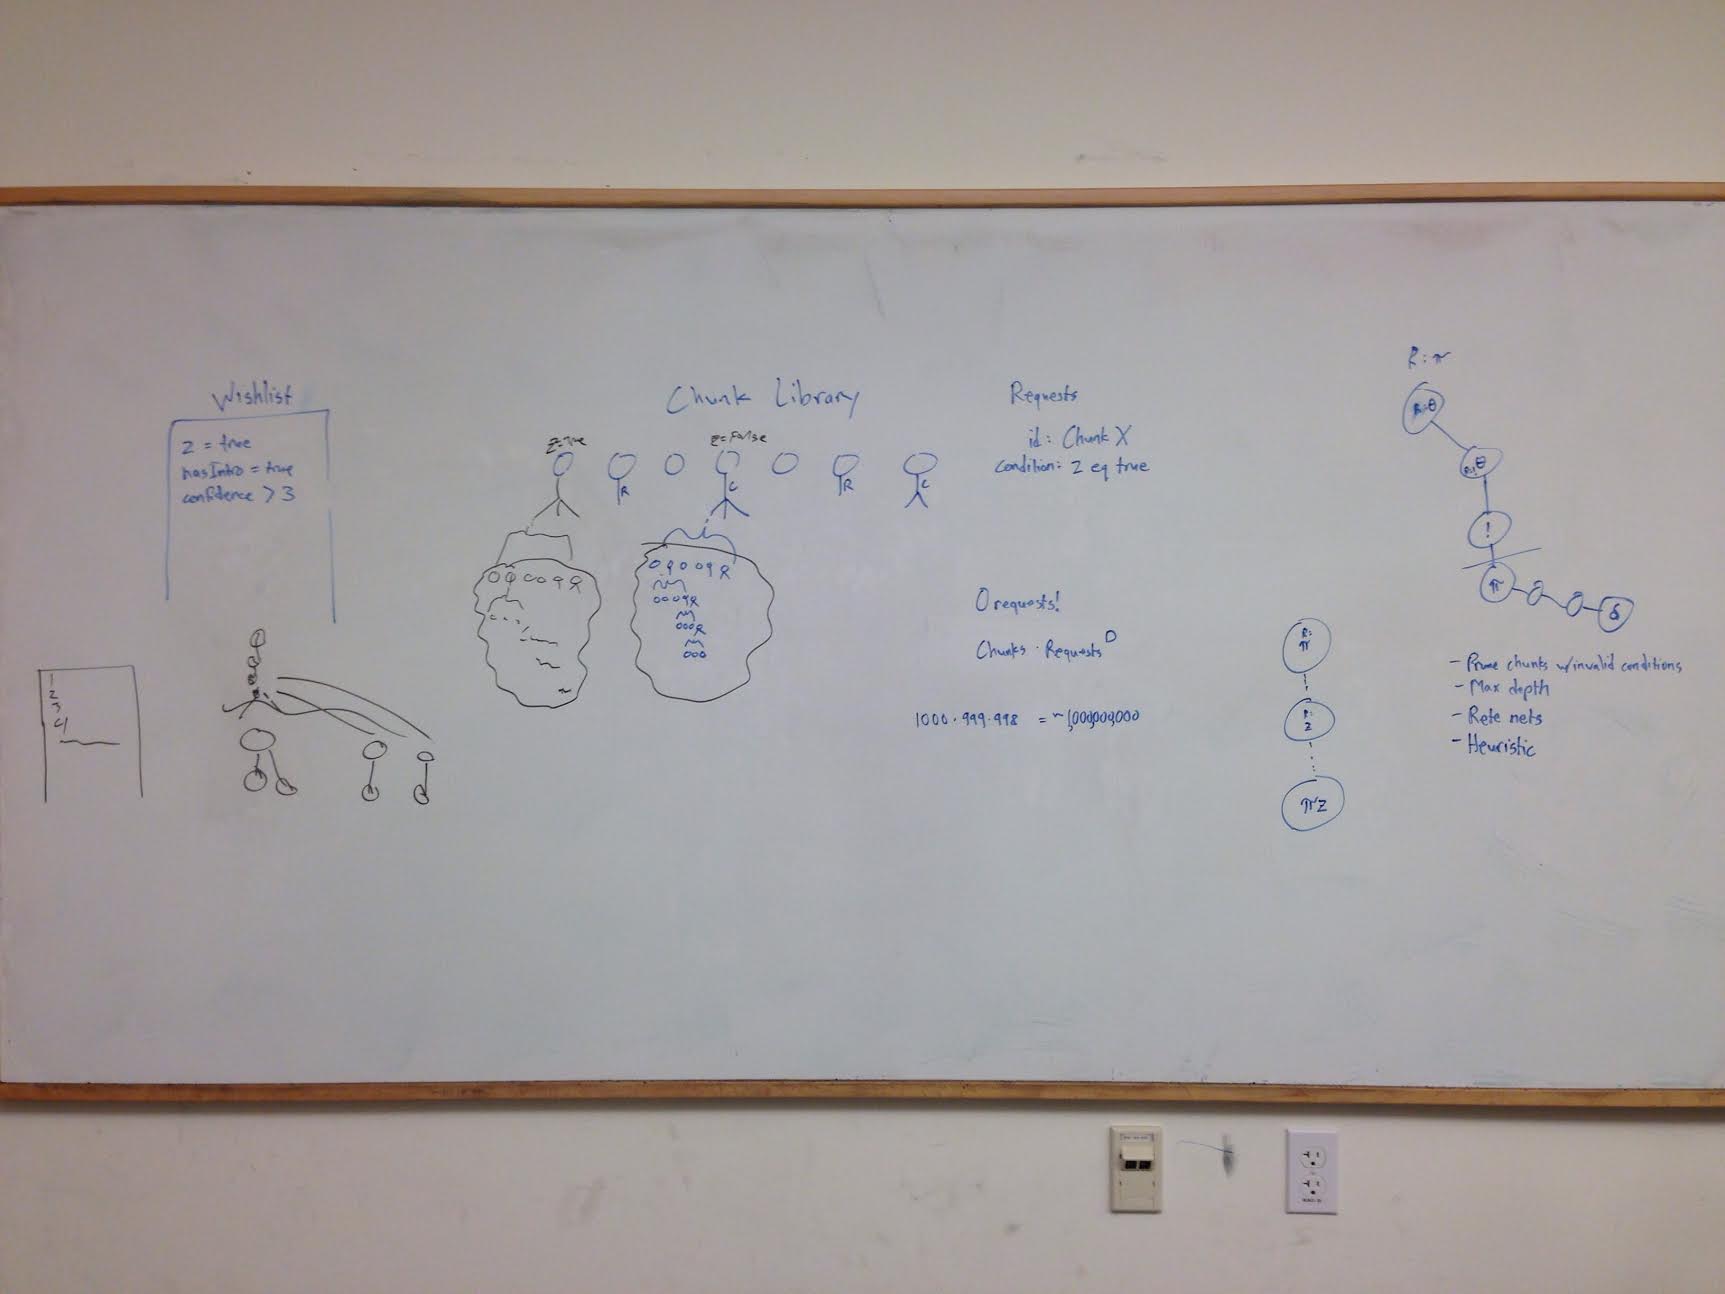 Wishlist
z = true
hasIntro = true
confidence > 3
1
2
3
4
Chunk Library
z=true
z=False
R
C
R
C
Requests
id: Chunk X
condition: z eq true
O requests!
Chunks · Requests^D
1000·999·998 = ~1,000,000,000
R:
π
R:
z
πz
R:π
R:θ
θ
!
π
δ
- Prune chunks w/invalid conditions
- Max depth
- Rete nets
- Heuristic